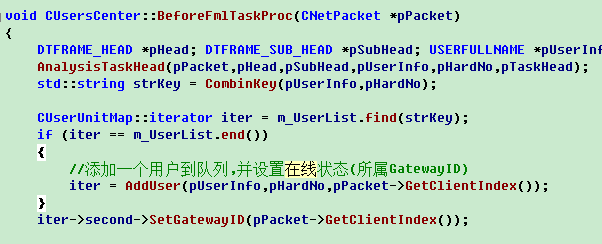 void CUsersCenter::BeforeFmlTaskProc(CNetPacket *pPacket)
{
DTFRAME_HEAD *pHead; DTFRAME_SUB_HEAD *pSubHead; USERFULLNAME *pUserInf
AnalysisTaskHead(pPacket,pHead,pSubHead,pUserInfo,pHardNo,pTaskHead);
std::string strKey = CombinKey(pUserInfo,pHardNo);
CUserUnitMap::iterator iter = m_UserList.find(strKey);
if (iter == m_UserList.end())
{
//添加一个用户到队列,并设置在线状态(所属GatewayID)
iter = AddUser(pUserInfo,pHardNo,pPacket->GetClientIndex());
}
iter->second->SetGatewayID(pPacket->GetClientIndex());